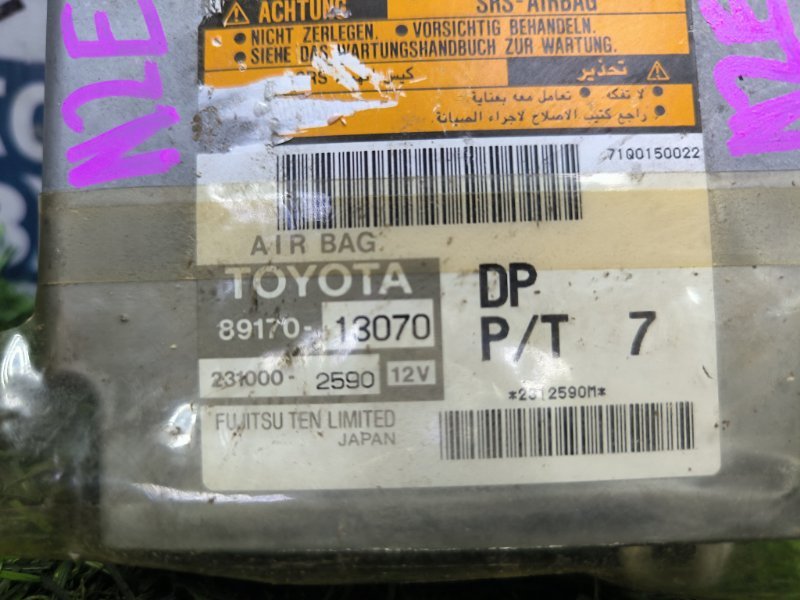 ACHTUNG SRS-AIRBAG
● NICHT ZERLEGEN. ● VORSICHTIG BEHANDELN.
● SIEHE DAS WARTUNGSHANDBUCH ZUR WARTUNG.
كيس SRS
تحذير
● لا تفكه ● تعامل معه بعناية
● راجع كتيب الاصلاح لاجراء الصيانة
71Q0150022
AIR BAG
TOYOTA
89170-13070
231000-2590 12V
DP
P/T 7
*2312590M*
FUJITSU TEN LIMITED
JAPAN